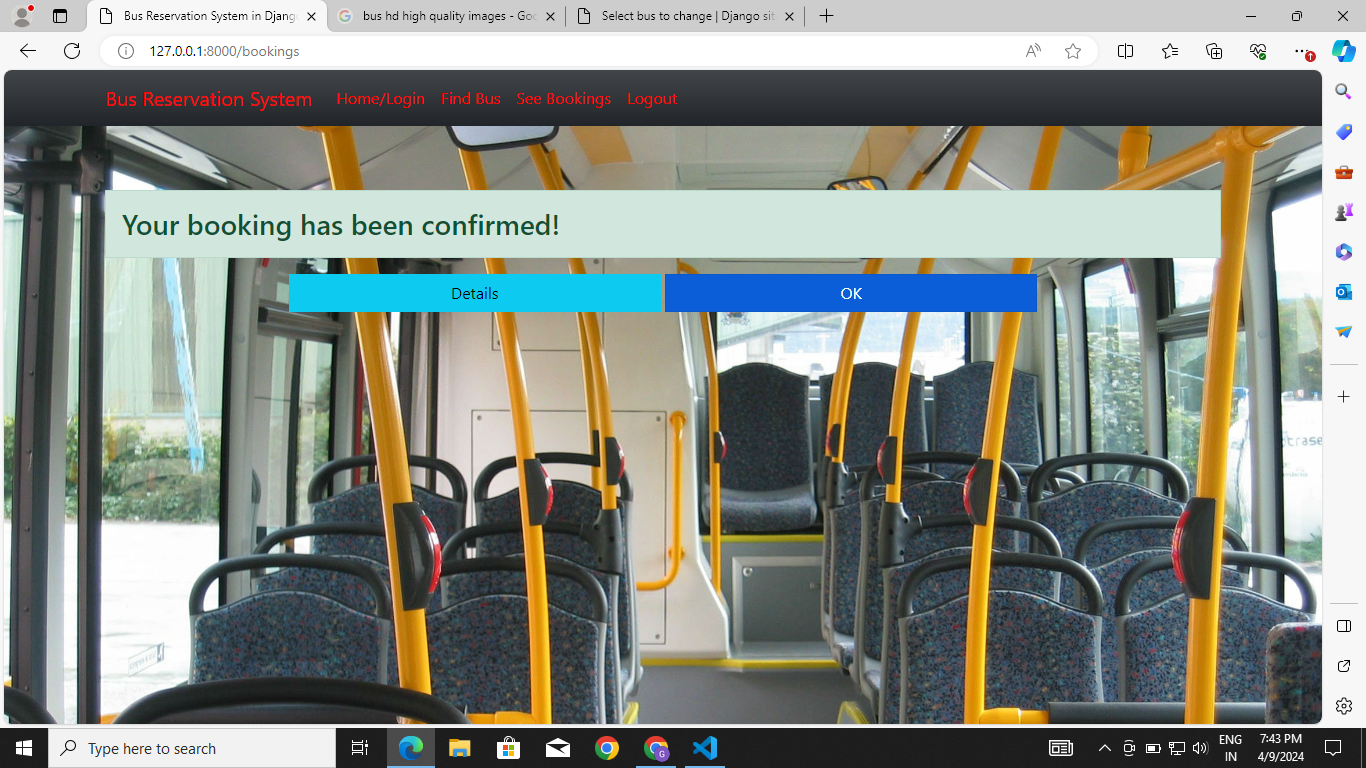 Bus Reservation System in Djang
bus hd high quality images - Goo
Select bus to change | Django sit
127.0.0.1:8000/bookings
Bus Reservation System
Home/Login
Find Bus
See Bookings
Logout
Your booking has been confirmed!
Details
OK
Type here to search
ENG
IN
7:43 PM
4/9/2024